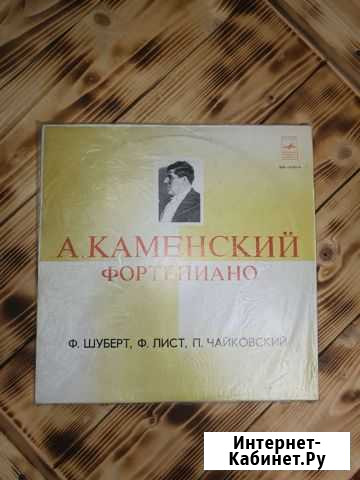 А. КАМЕНСКИЙ
ФОРТЕПИАНО
Ф. ШУБЕРТ, Ф. ЛИСТ, П. ЧАЙКОВСКИЙ
Интернет-
Кабинет.Ру